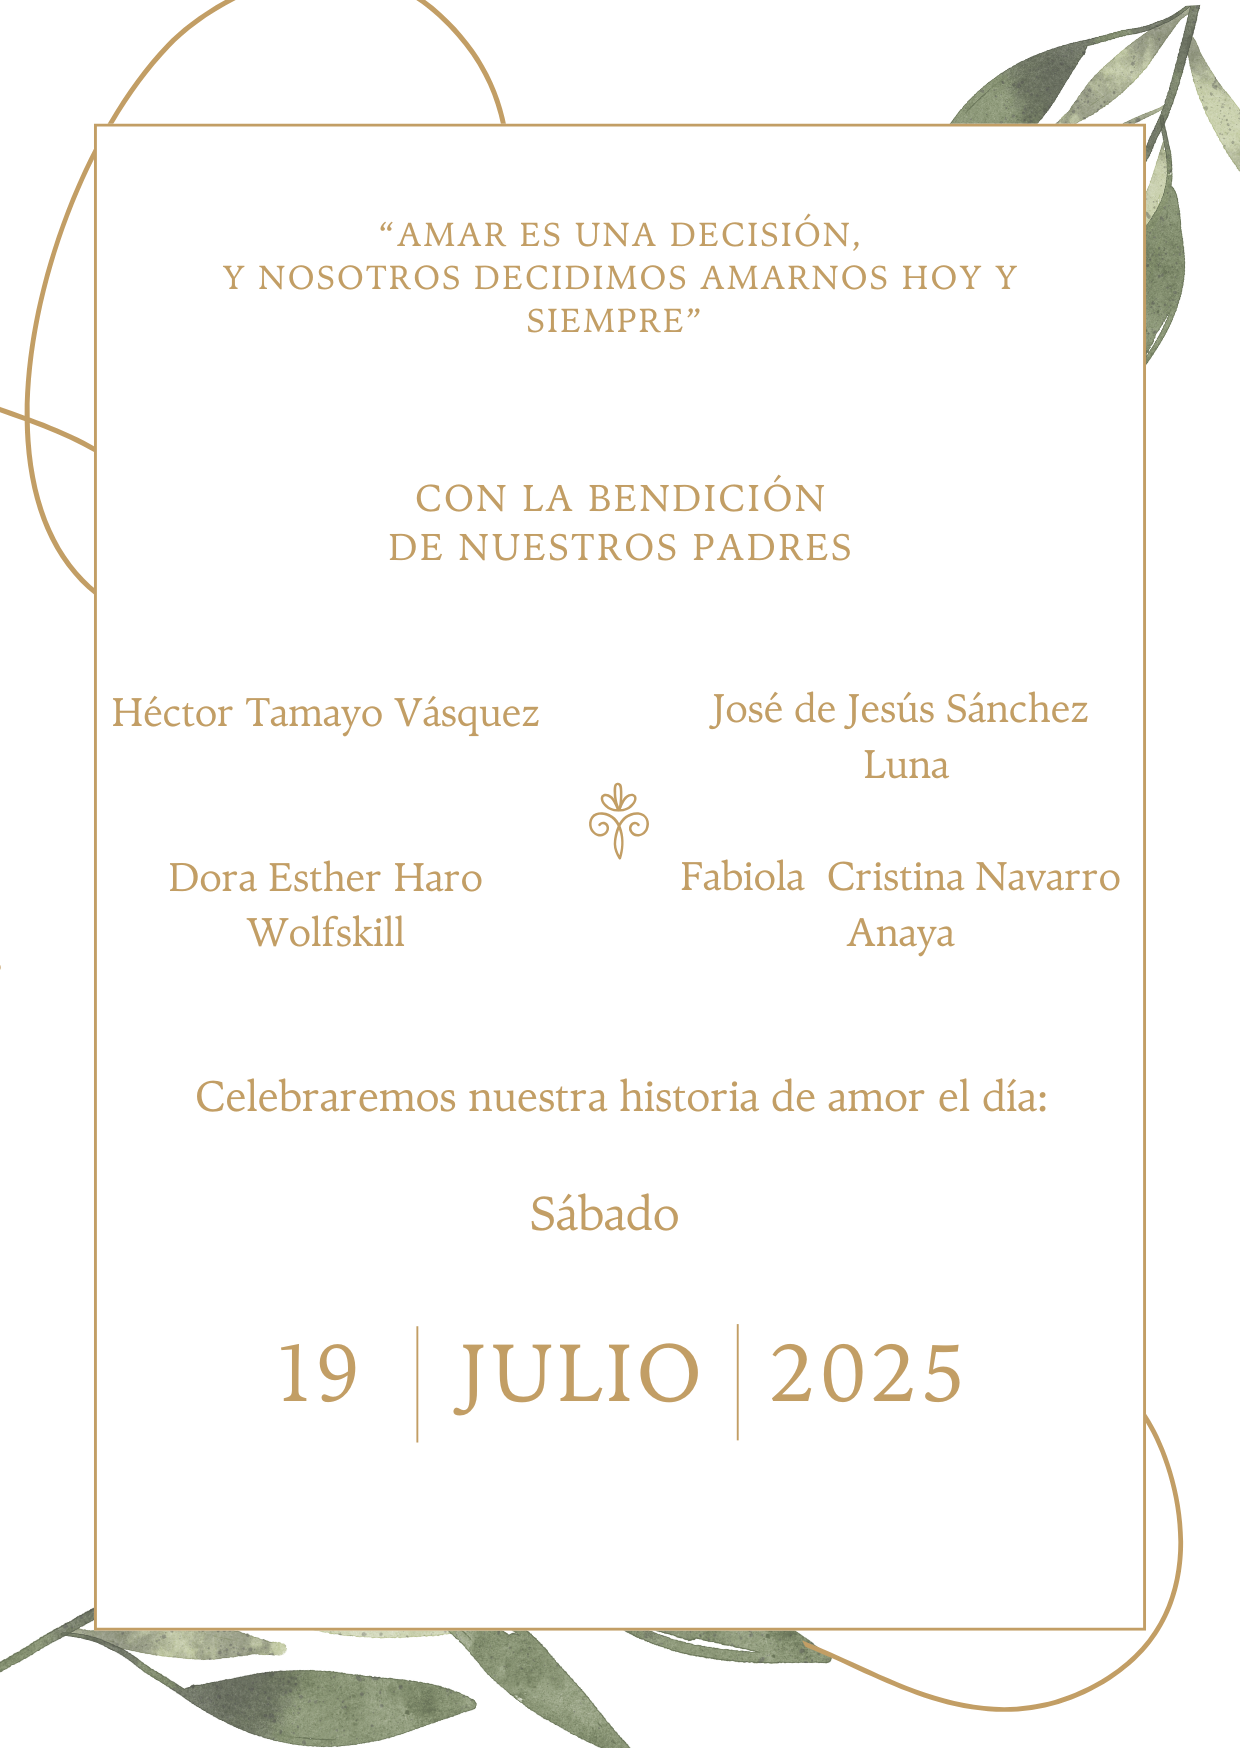 “AMAR ES UNA DECISIÓN,
Y NOSOTROS DECIDIMOS AMARNOS HOY Y
SIEMPRE”
CON LA BENDICIÓN
DE NUESTROS PADRES
Héctor Tamayo Vásquez
Dora Esther Haro
Wolfskill
José de Jesús Sánchez
Luna
Fabiola  Cristina Navarro
Anaya
Celebraremos nuestra historia de amor el día:
Sábado
19 JULIO 2025